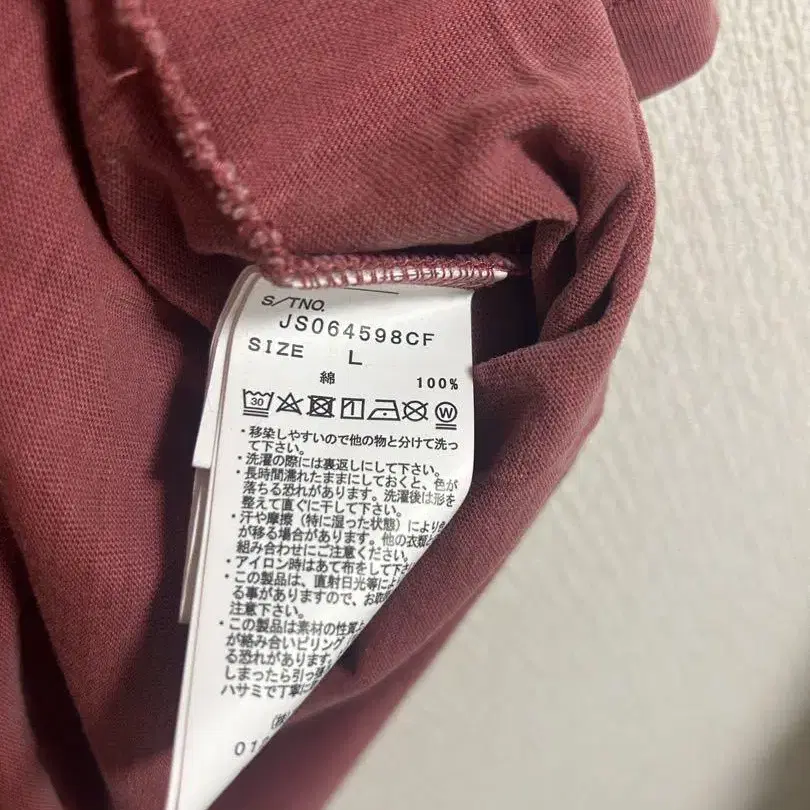 S/TNO.
JS064598CF
SIZE L
綿 100%
30 W
・移染しやすいので他の物と分けて洗っ
て下さい。
・洗濯の際には裏返しにして下さい。
・長時間濡れたままにしておくと、色が
落ちる恐れがあります。洗濯後は形を
整えて直ぐに干して下さい。
・汗や摩擦（特に湿った状態）により
が移る場合があります。他の衣類
組み合わせにご注意ください。
・アイロン時はあて布をして
・この製品は、直射日光等に
る事がありますので、お取
注意下さい。
・この製品は素材の性質
が絡み合いピリング
る恐れがあります。
しまったら引っ
ハサミで丁寧に
(株)
01